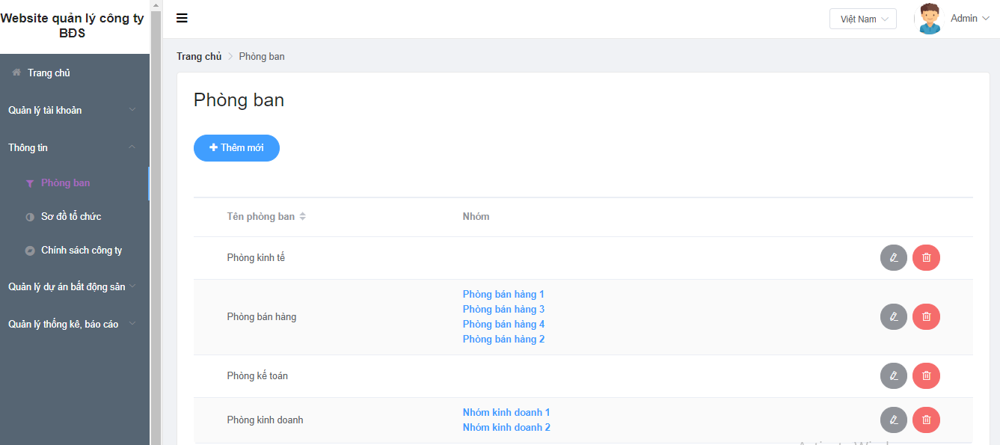 Website quản lý công ty
BĐS
Việt Nam
Admin
Trang chủ
Quản lý tài khoản
Thông tin
Phòng ban
Sơ đồ tổ chức
Chính sách công ty
Quản lý dự án bất động sản
Quản lý thống kê, báo cáo
Trang chủ > Phòng ban
Phòng ban
+ Thêm mới
Tên phòng ban Nhóm
Phòng kinh tế
Phòng bán hàng
Phòng bán hàng 1
Phòng bán hàng 3
Phòng bán hàng 4
Phòng bán hàng 2
Phòng kế toán
Phòng kinh doanh
Nhóm kinh doanh 1
Nhóm kinh doanh 2